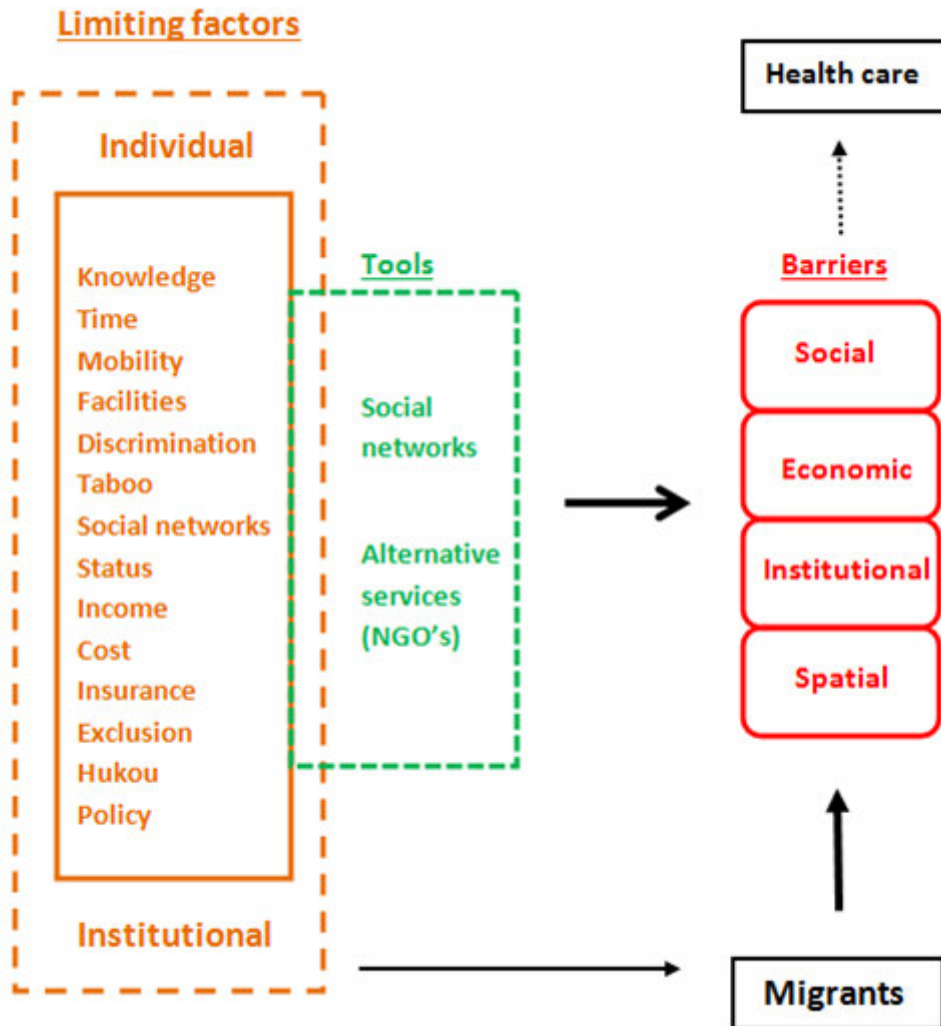 Limiting factors
Individual
Knowledge
Time
Mobility
Facilities
Discrimination
Taboo
Social networks
Status
Income
Cost
Insurance
Exclusion
Hukou
Policy
Institutional
Tools
Social
networks
Alternative
services
(NGO's)
Health care
Barriers
Social
Economic
Institutional
Spatial
Migrants